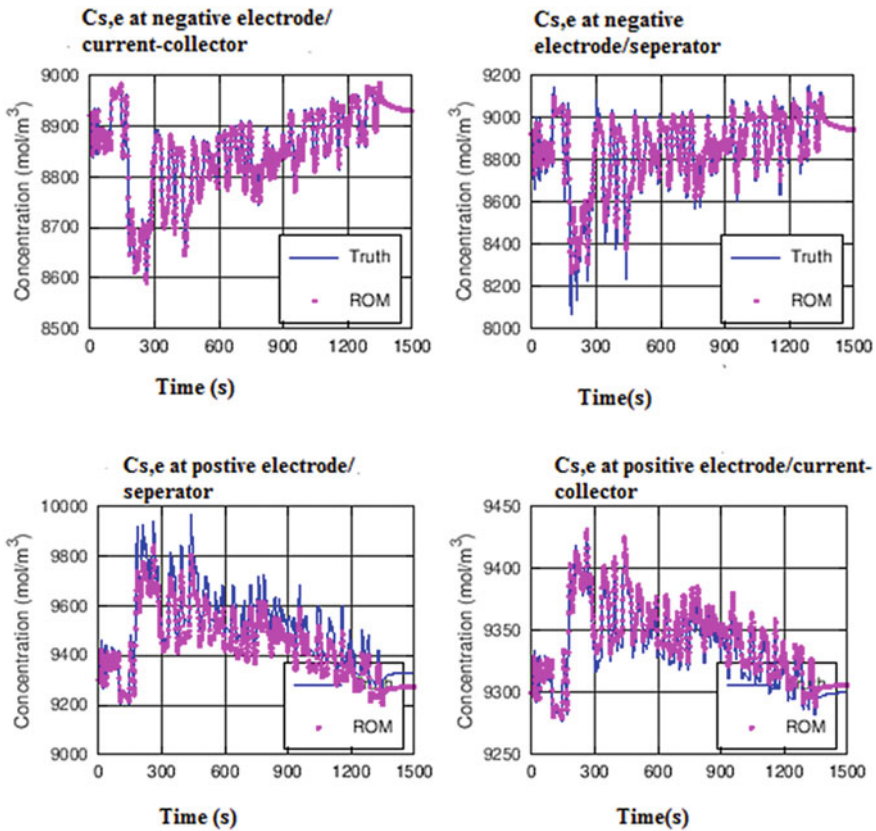 Cs,e at negative electrode/
current-collector
Concentration (mol/m³)
9000
8900
8800
8700
8600
8500
Truth
ROM
0 300 600 900 1200 1500
Time (s)
Cs,e at negative
electrode/seperator
Concentration (mol/m³)
9200
9000
8800
8600
8400
8200
8000
Truth
ROM
0 300 600 900 1200 1500
Time(s)
Cs,e at postive electrode/
seperator
Concentration (mol/m³)
10000
9800
9600
9400
9200
9000
ROM
0 300 600 900 1200 1500
Time (s)
Cs,e at positive electrode/current-
collector
Concentration (mol/m³)
9450
9400
9350
9300
9250
ROM
0 300 600 900 1200 1500
Time(s)